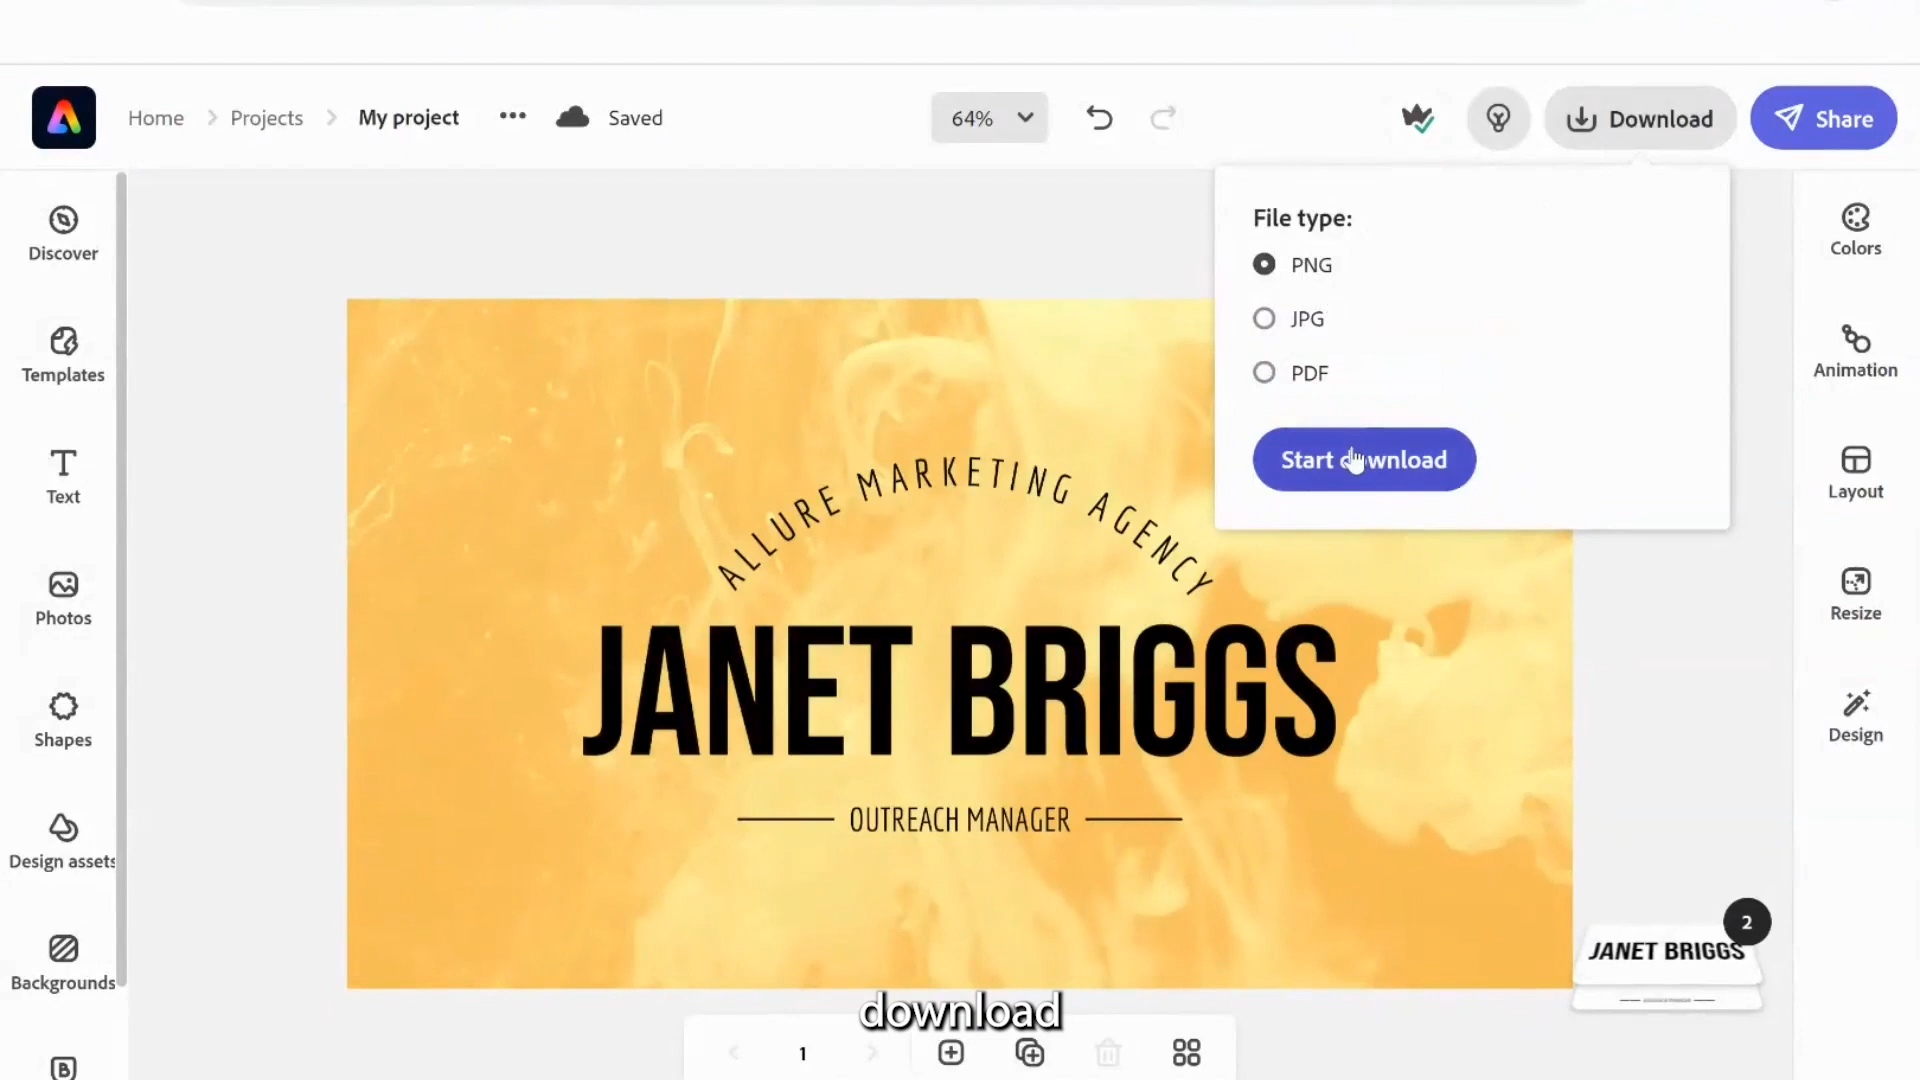 Home
Projects
My project
Saved
64%
Download
Share
Discover
Templates
Text
Photos
Shapes
Design assets
Backgrounds
File type:
PNG
JPG
PDF
Start download
Colors
Animation
Layout
Resize
Design
ALLURE MARKETING AGENCY
JANET BRIGGS
OUTREACH MANAGER
2
JANET BRIGGS
download
1